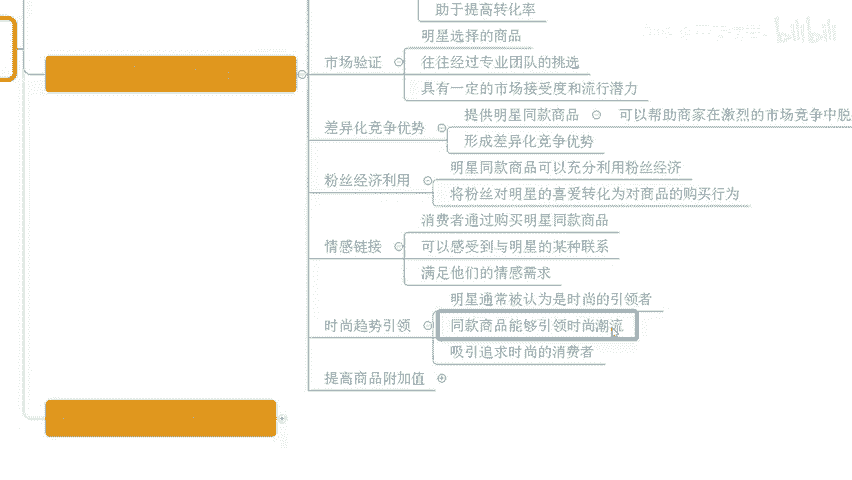 助于提高转化率
明星选择的商品
市场验证
往往经过专业团队的挑选
具有一定的市场接受度和流行潜力
提供明星同款商品
可以帮助商家在激烈的市场竞争中脱
差异化竞争优势
形成差异化竞争优势
明星同款商品可以充分利用粉丝经济
粉丝经济利用
将粉丝对明星的喜爱转化为对商品的购买行为
消费者通过购买明星同款商品
情感链接
可以感受到与明星的某种联系
满足他们的情感需求
明星通常被认为是时尚的引领者
时尚趋势引领
同款商品能够引领时尚潮流
吸引追求时尚的消费者
提高商品附加值
bilibili